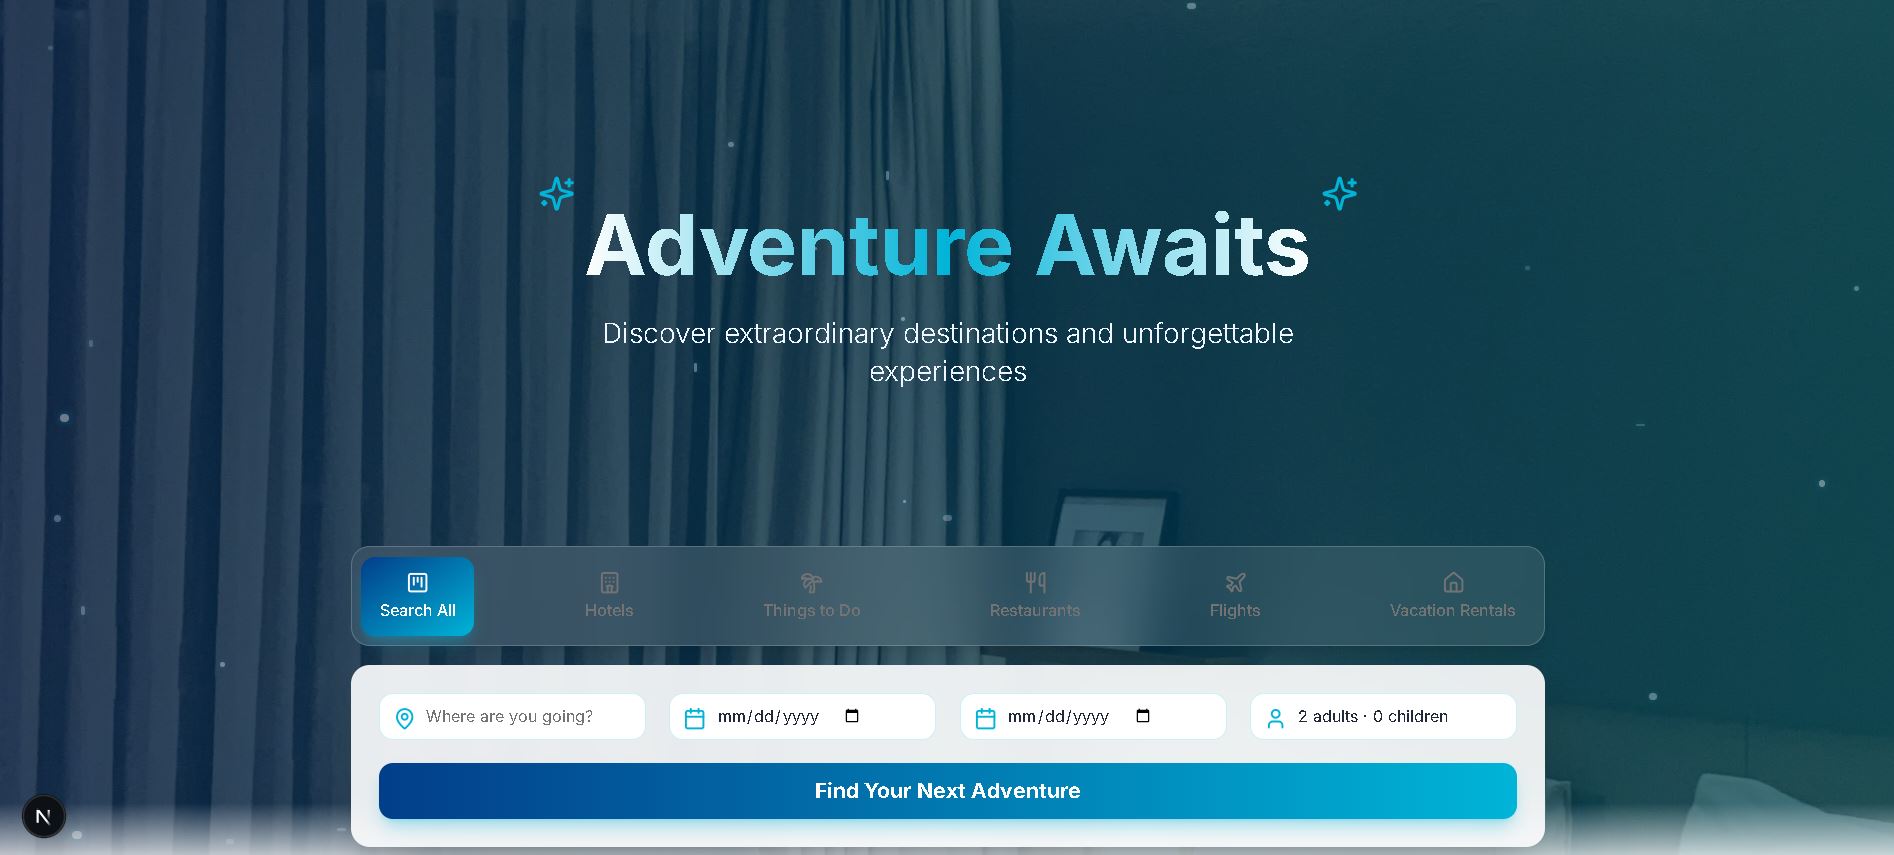 Adventure Awaits
Discover extraordinary destinations and unforgettable
experiences
Search All
Hotels
Things to Do
Restaurants
Flights
Vacation Rentals
Where are you going?
mm/dd/yyyy
mm/dd/yyyy
2 adults · 0 children
Find Your Next Adventure
N